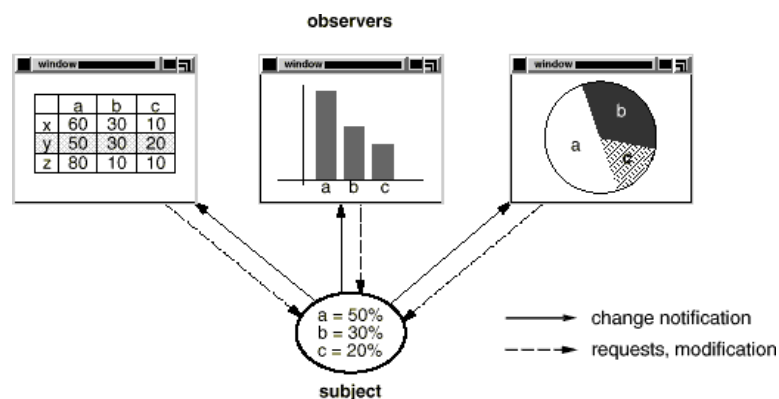 observers
window
a b c
x 60 30 10
y 50 30 20
z 80 10 10
window
a b c
window
a
b
c
a = 50%
b = 30%
c = 20%
subject
change notification
requests, modification